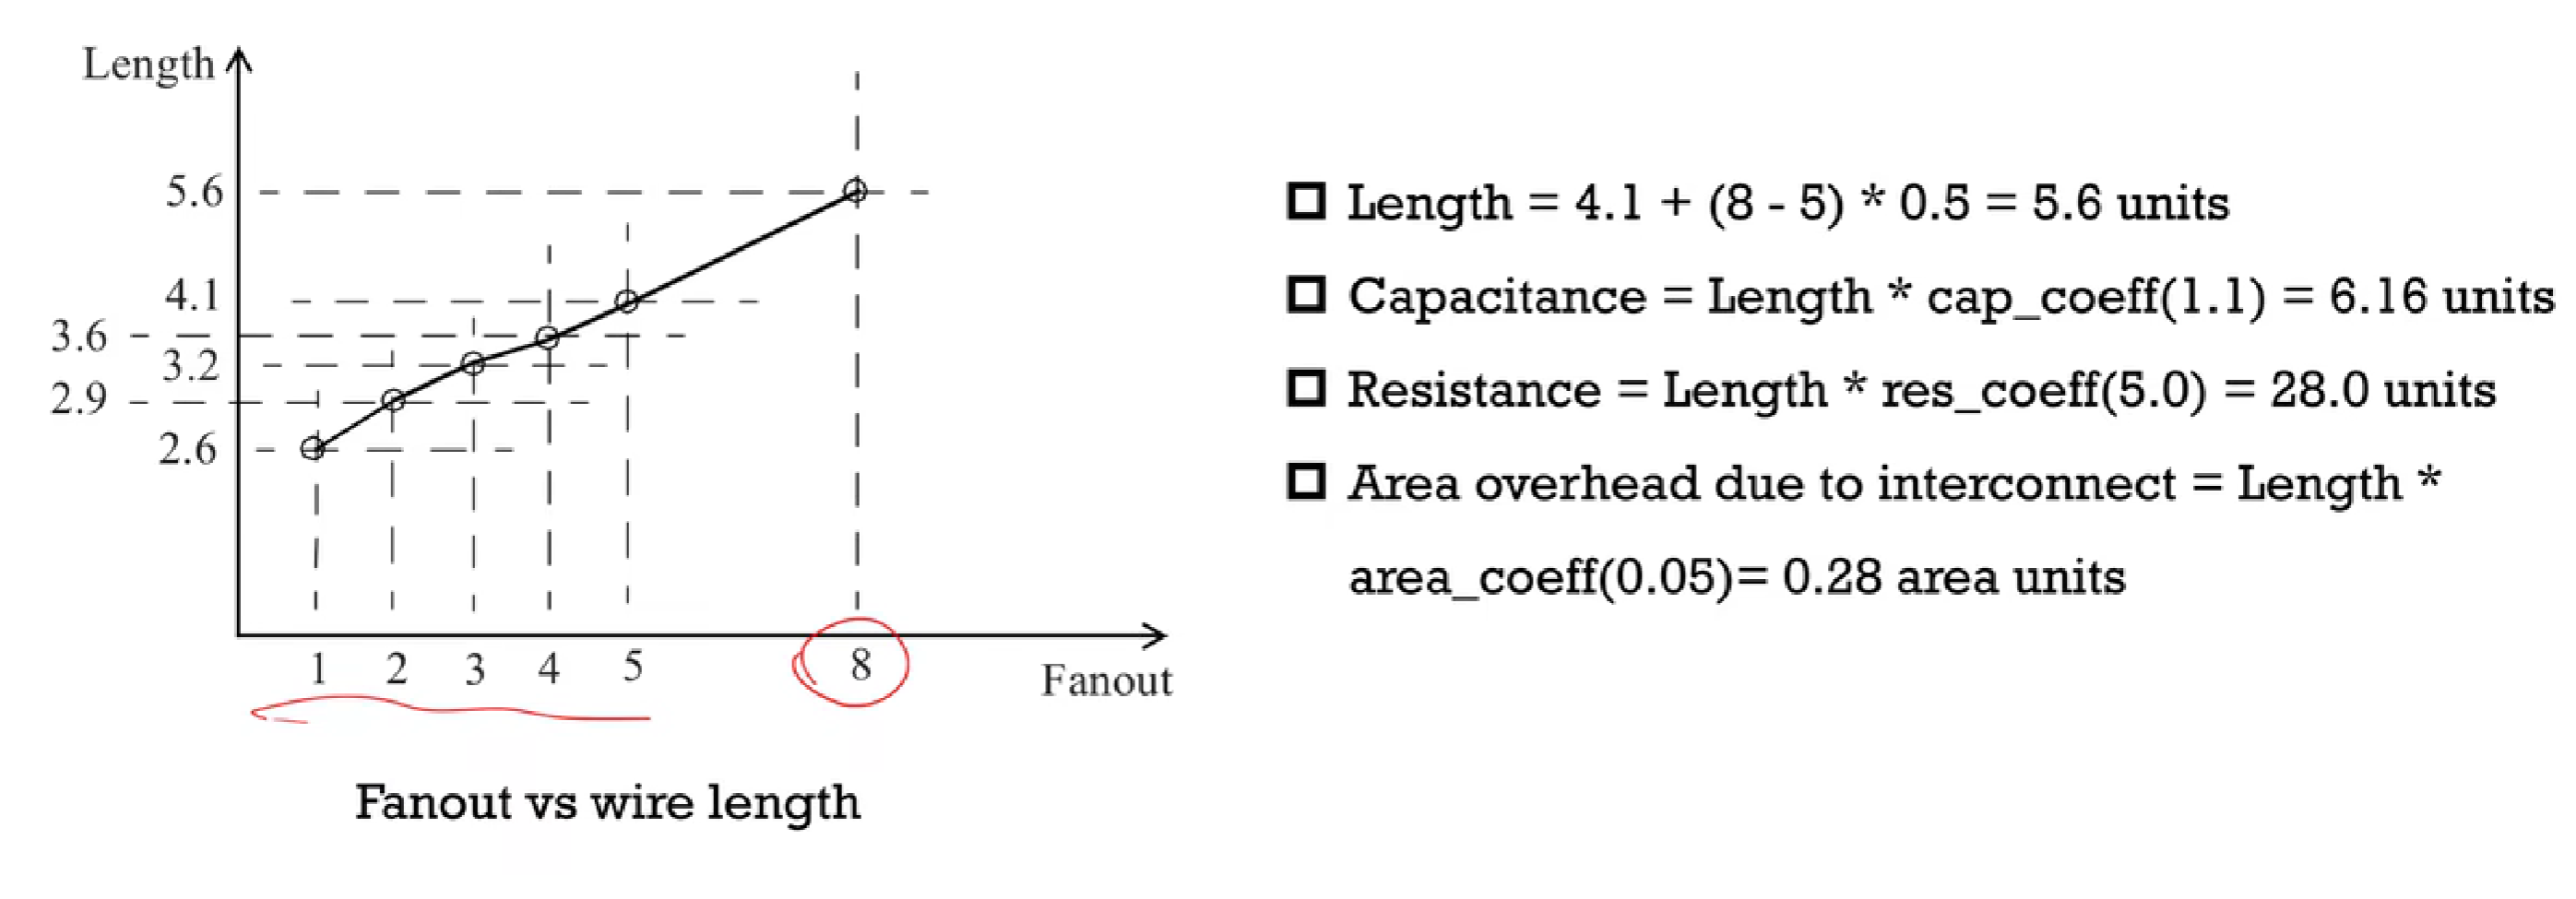 Length
5.6
4.1
3.6
3.2
2.9
2.6
1 2 3 4 5 8
Fanout
Fanout vs wire length
Length = 4.1 + (8 - 5) * 0.5 = 5.6 units
Capacitance = Length * cap_coeff(1.1) = 6.16 units
Resistance = Length * res_coeff(5.0) = 28.0 units
Area overhead due to interconnect = Length *
area_coeff(0.05)= 0.28 area units